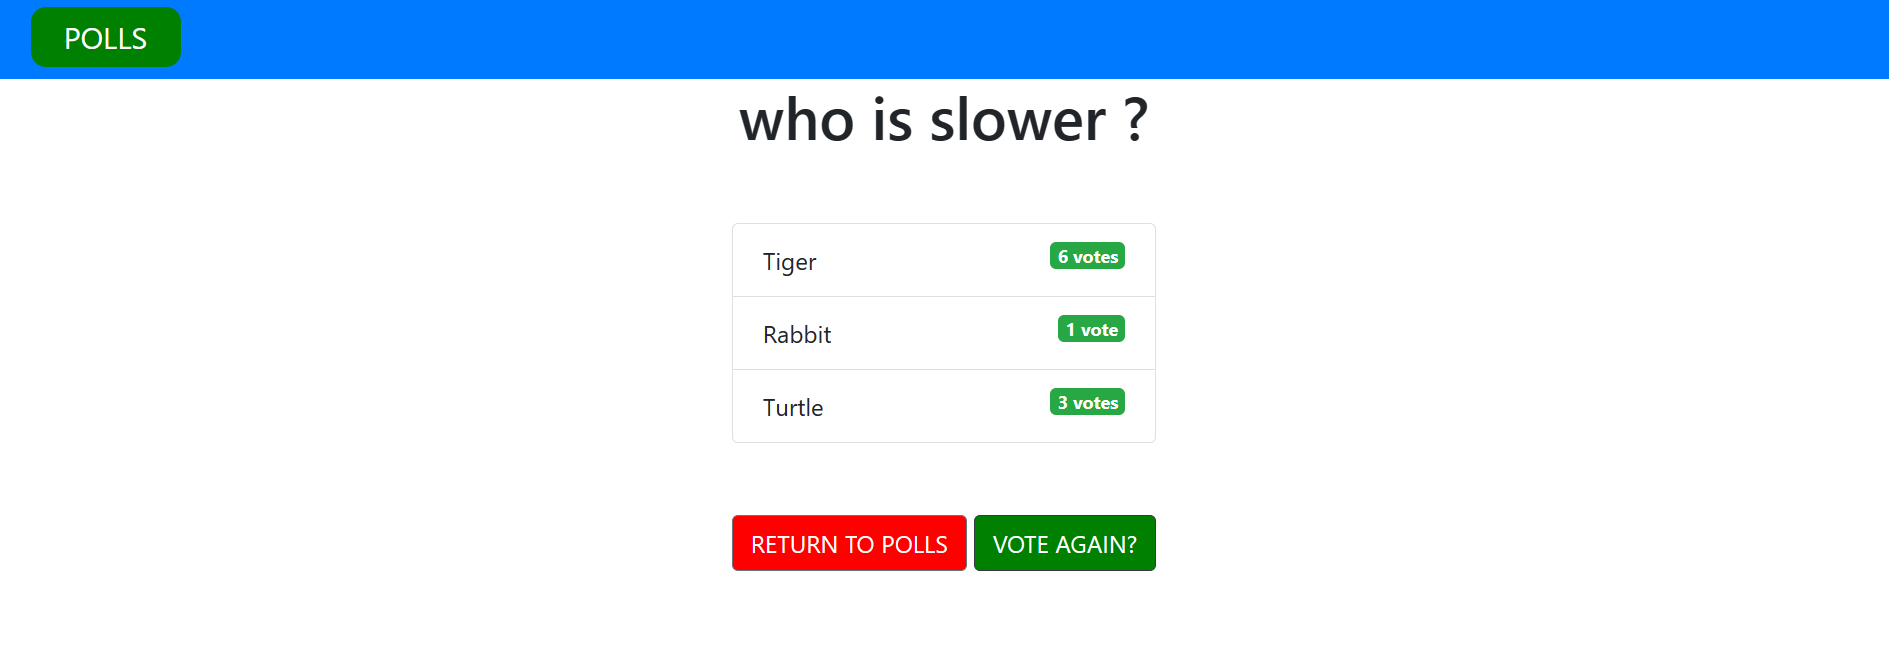 POLLS
who is slower ?
Tiger 6 votes
Rabbit 1 vote
Turtle 3 votes
RETURN TO POLLS VOTE AGAIN?